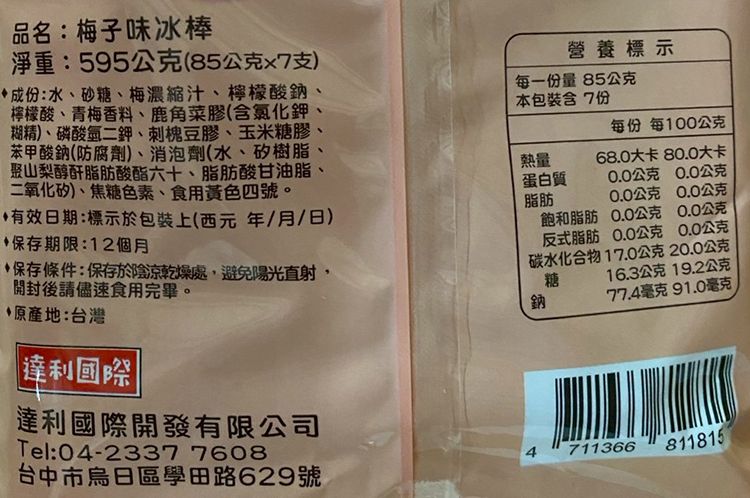 品名：梅子味冰棒
淨重：595公克(85公克x7支)
♦成份:水、砂糖、梅濃縮汁、檸檬酸鈉、
檸檬酸、青梅香料、鹿角菜膠(含氯化鉀、
糊精)、磷酸氫二鉀、刺槐豆膠、玉米糖膠、
苯甲酸鈉(防腐劑)、消泡劑(水、矽樹脂、
聚山梨醇酐脂肪酸酯六十、脂肪酸甘油脂、
二氧化矽)、焦糖色素、食用黃色四號。
♦有效日期:標示於包裝上(西元 年/月/日)
♦保存期限:12個月
♦保存條件:保存於陰涼乾燥處，避免陽光直射，
開封後請儘速食用完畢。
♦原產地:台灣
達利國際
達利國際開發有限公司
Tel:04-2337 7608
台中市烏日區學田路629號
營養標示
每一份量 85公克
本包裝含 7份
每份 每100公克
熱量 68.0大卡 80.0大卡
蛋白質 0.0公克 0.0公克
脂肪 0.0公克 0.0公克
飽和脂肪 0.0公克 0.0公克
反式脂肪 0.0公克 0.0公克
碳水化合物 17.0公克 20.0公克
糖 16.3公克 19.2公克
鈉 77.4毫克 91.0毫克
4 711366 811815